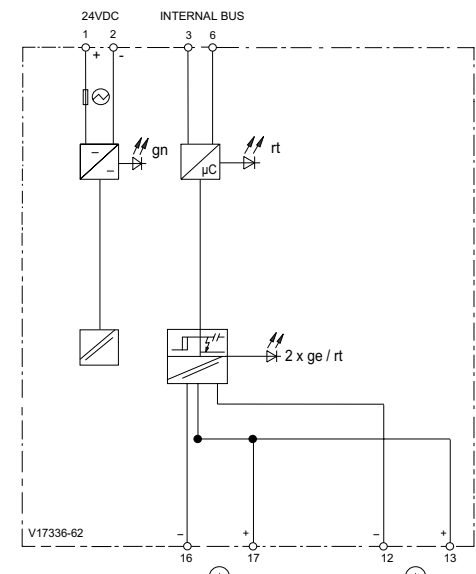 24VDC INTERNAL BUS
1 2 3 6
+ -
gn rt
– –
µC
2 x ge / rt
V17336-62 – + – +
16 17 12 13